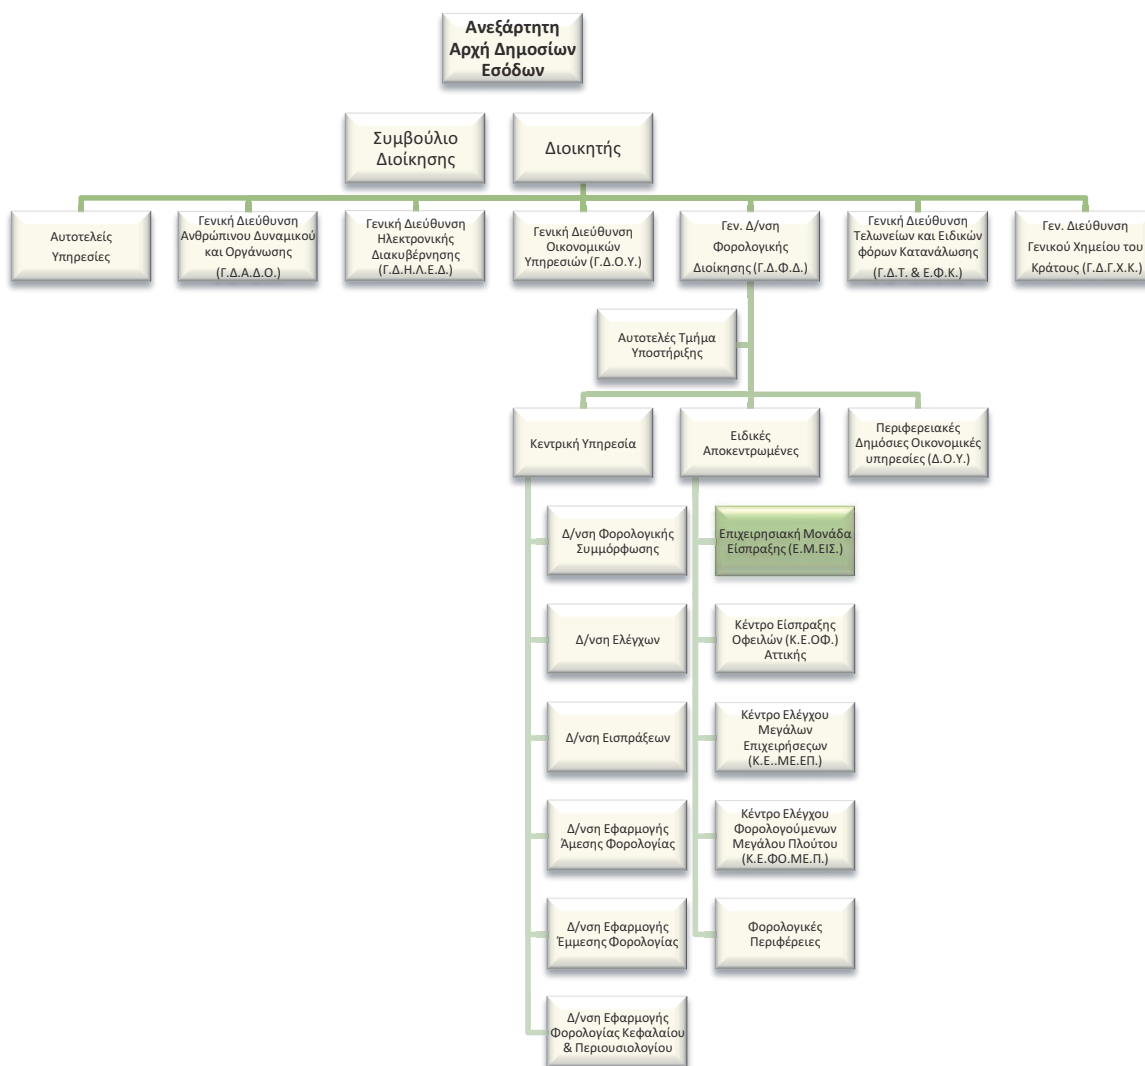 Ανεξάρτητη
Αρχή Δημοσίων
Εσόδων
Συμβούλιο
Διοίκησης
Διοικητής
Αυτοτελείς
Υπηρεσίες
Γενική Διεύθυνση
Ανθρώπινου Δυναμικού
και Οργάνωσης
(Γ.Δ.Α.Δ.Ο.)
Γενική Διεύθυνση
Ηλεκτρονικής
Διακυβέρνησης
(Γ.Δ.Η.Λ.Ε.Δ.)
Γενική Διεύθυνση
Οικονομικών
Υπηρεσιών (Γ.Δ.Ο.Υ.)
Γεν. Δ/νση
Φορολογικής
Διοίκησης (Γ.Δ.Φ.Δ.)
Γενική Διεύθυνση
Τελωνείων και Ειδικών
φόρων Κατανάλωσης
(Γ.Δ.Τ. & Ε.Φ.Κ.)
Γεν. Διεύθυνση
Γενικού Χημείου του
Κράτους (Γ.Δ.Γ.Χ.Κ.)
Αυτοτελές Τμήμα
Υποστήριξης
Κεντρική Υπηρεσία
Ειδικές
Αποκεντρωμένες
Περιφερειακές
Δημόσιες Οικονομικές
υπηρεσίες (Δ.Ο.Υ.)
Δ/νση Φορολογικής
Συμμόρφωσης
Δ/νση Ελέγχων
Δ/νση Εισπράξεων
Δ/νση Εφαρμογής
Άμεσης Φορολογίας
Δ/νση Εφαρμογής
Έμμεσης Φορολογίας
Δ/νση Εφαρμογής
Φορολογίας Κεφαλαίου
& Περιουσιολογίου
Επιχειρησιακή Μονάδα
Είσπραξης (Ε.Μ.ΕΙΣ.)
Κέντρο Είσπραξης
Οφειλών (Κ.Ε.ΟΦ.)
Αττικής
Κέντρο Ελέγχου
Μεγάλων
Επιχειρήσεςων
(Κ.Ε..ΜΕ.ΕΠ.)
Κέντρο Ελέγχου
Φορολογούμενων
Μεγάλου Πλούτου
(Κ.Ε.ΦΟ.ΜΕ.Π.)
Φορολογικές
Περιφέρειες